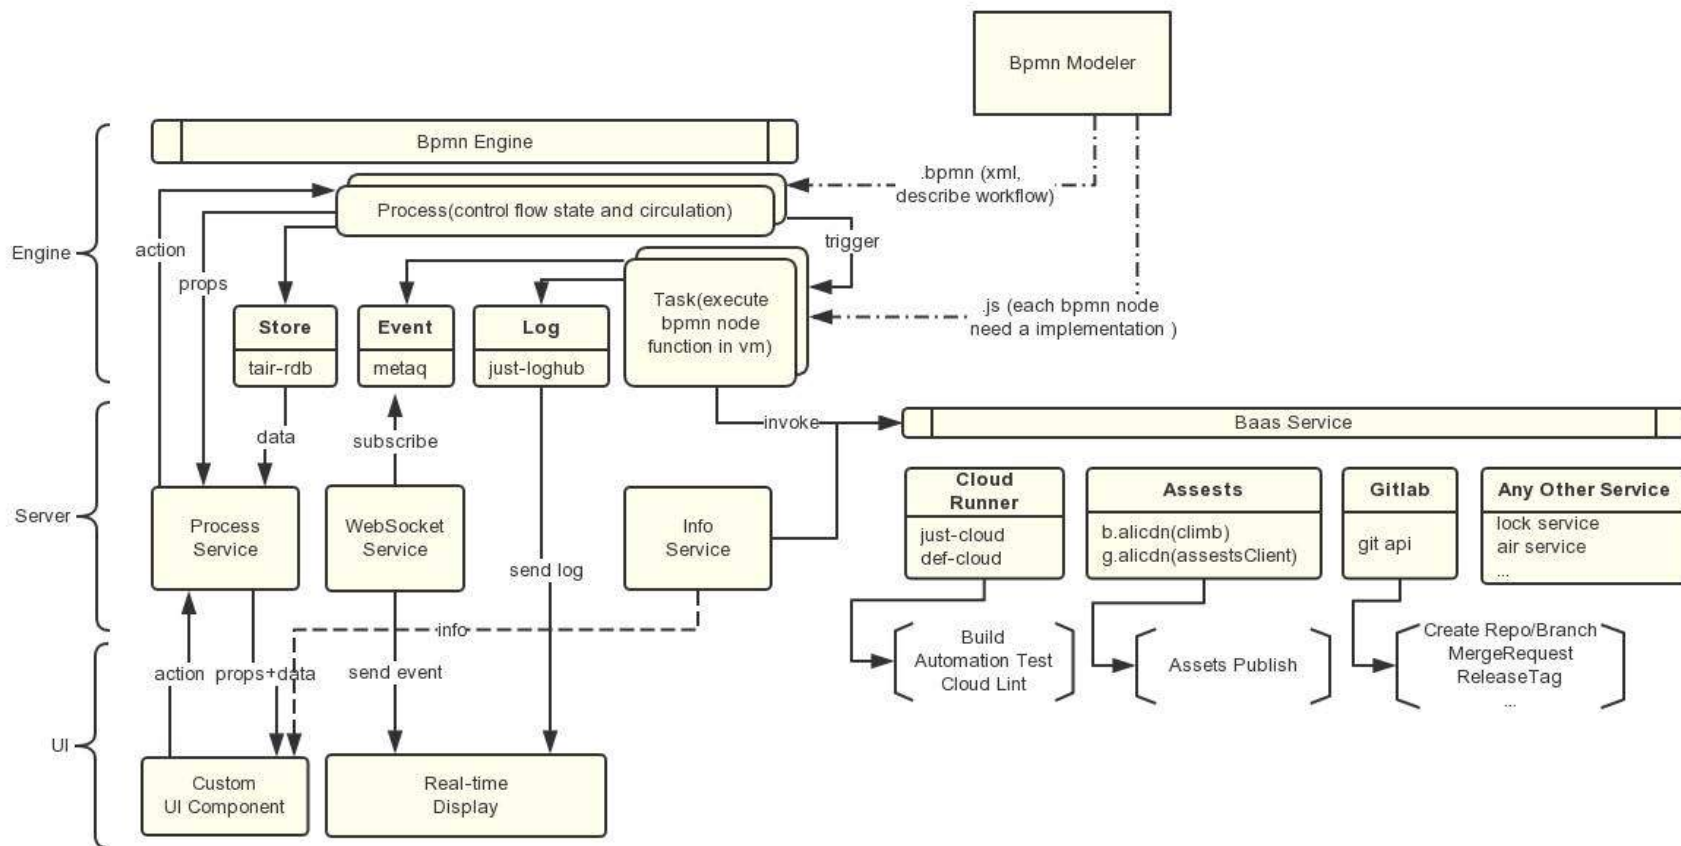 Bpmn Modeler
Bpmn Engine
.bpmn (xml,
describe workflow)
Process(control flow state and circulation)
Engine
action
props
trigger
Store
tair-rdb
Event
metaq
Log
just-loghub
Task(execute
bpmn node
function in vm)
.js (each bpmn node
need a implementation )
data
subscribe
invoke
Baas Service
Server
Process
Service
WebSocket
Service
Info
Service
send log
Cloud
Runner
just-cloud
def-cloud
Assests
b.alicdn(climb)
g.alicdn(assestsClient)
Gitlab
git api
Any Other Service
lock service
air service
...
info
Build
Automation Test
Cloud Lint
Assets Publish
Create Repo/Branch
MergeRequest
ReleaseTag
...
action
props+data
send event
UI
Custom
UI Component
Real-time
Display